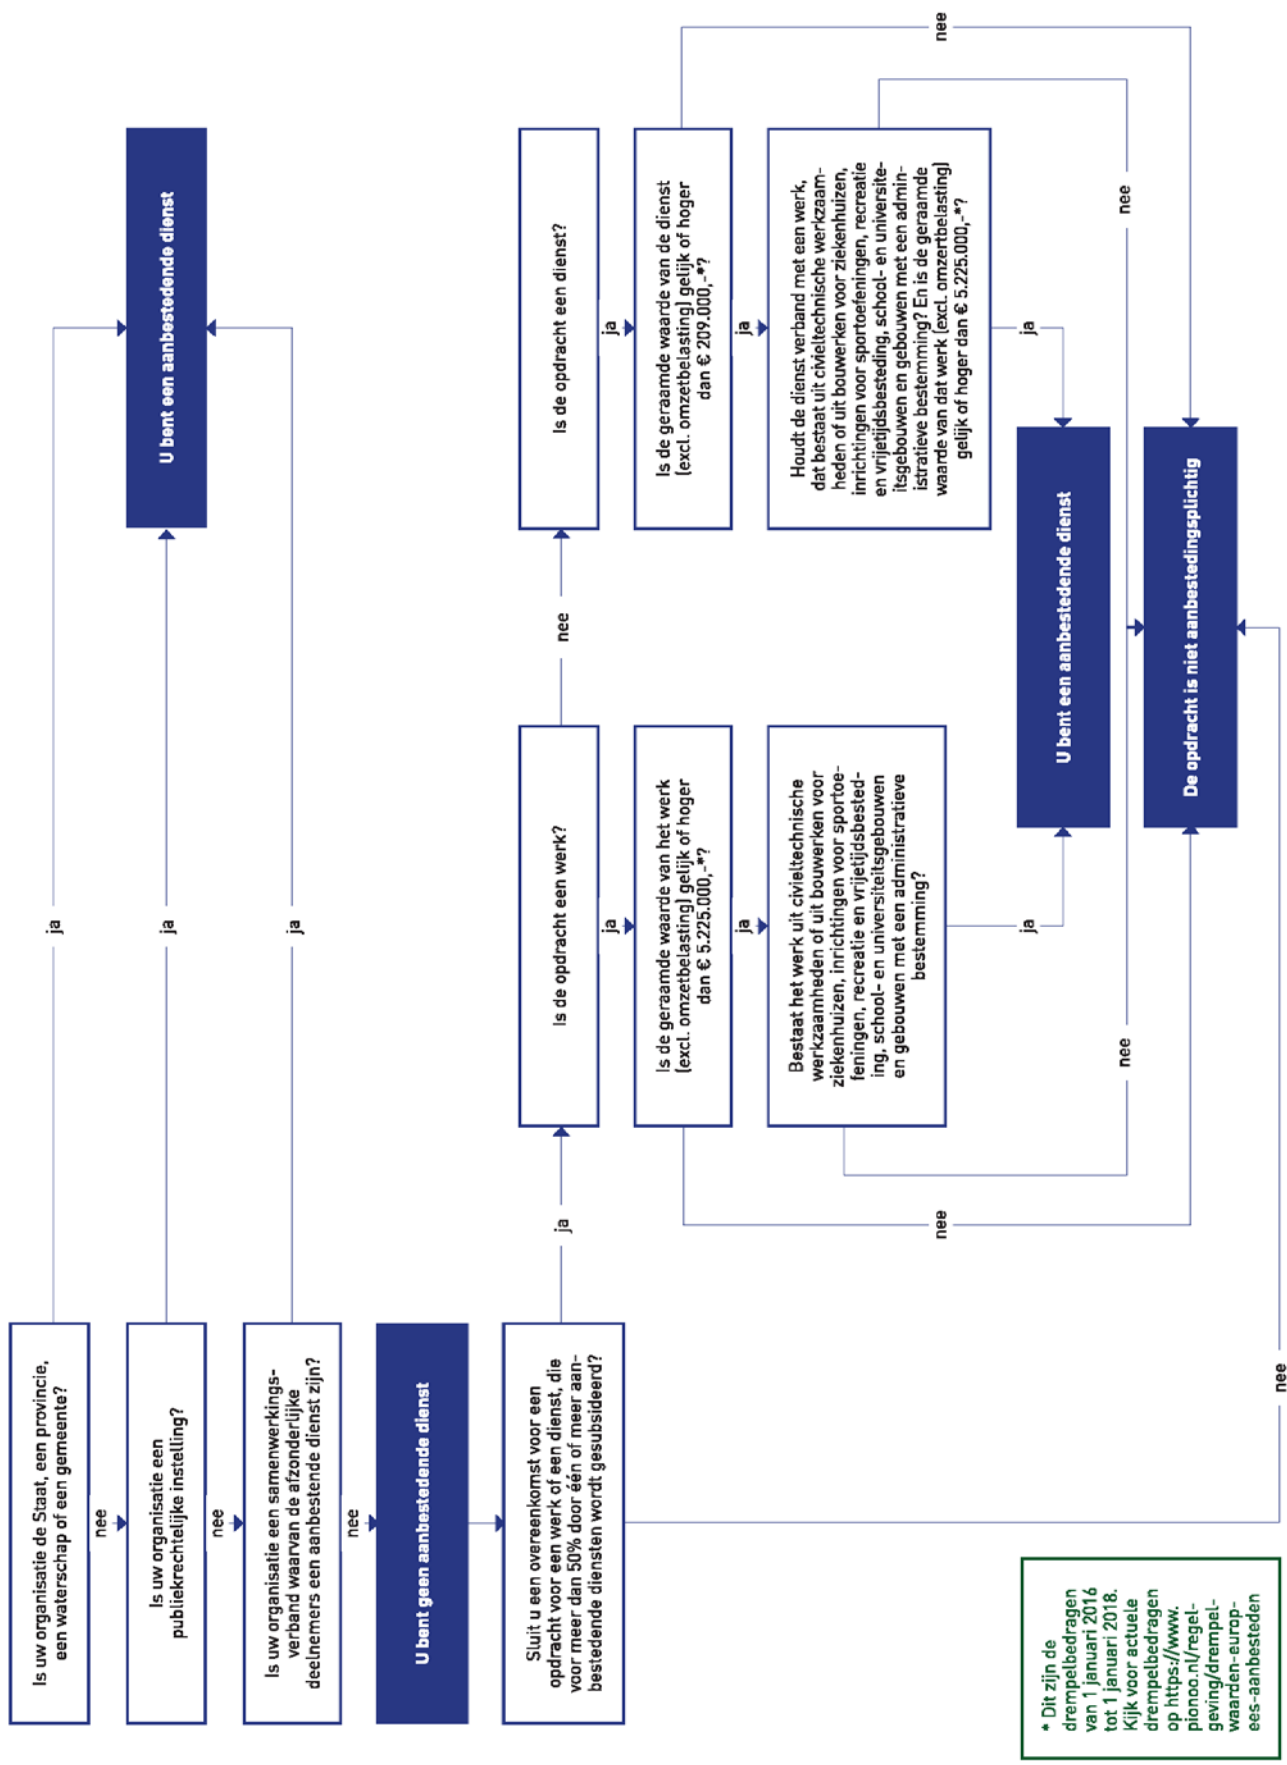 Is uw organisatie de Staat, een provincie,
een waterschap of een gemeente?
ja
nee
Is uw organisatie een
publiekrechtelijke instelling?
ja
U bent een aanbestedende dienst
nee
Is uw organisatie een samenwerkings-
verband waarvan de afzonderlijke
deelnemers een aanbestende dienst zijn?
ja
nee
U bent geen aanbestedende dienst
Sluit u een overeenkomst voor een
opdracht voor een werk of een dienst, die
voor meer dan 50% door één of meer aan-
bestedende diensten wordt gesubsideerd?
ja
nee
Is de opdracht een werk?
nee
ja
Is de geraamde waarde van het werk
(excl. omzetbelasting) gelijk of hoger
dan € 5.225.000,-*?
nee
ja
Bestaat het werk uit civieltechnische
werkzaamheden of uit bouwerken voor
ziekenhuizen, inrichtingen voor sportoe-
feningen, recreatie en vrijetijdsbested-
ing, school- en universiteitsgebouwen
en gebouwen met een administratieve
bestemming?
nee
ja
Is de opdracht een dienst?
ja
Is de geraamde waarde van de dienst
(excl. omzetbelasting) gelijk of hoger
dan € 209.000,-*?
nee
ja
Houdt de dienst verband met een werk,
dat bestaat uit civieltechnische werkzaam-
heden of uit bouwerken voor ziekenhuizen,
inrichtingen voor sportoefeningen, recreatie
en vrijetijdsbesteding, school- en universite-
itsgebouwen en gebouwen met een admin-
istratieve bestemming? En is de geraamde
waarde van dat werk (excl. omzertbelasting)
gelijk of hoger dan € 5.225.000,-*?
nee
ja
U bent een aanbestedende dienst
De opdracht is niet aanbestedingsplichtig
* Dit zijn de
drempelbedragen
van 1 januari 2016
tot 1 januari 2018.
Kijk voor actuele
drempelbedragen
op https://www.
pionoo.nl/regel-
geving/drempel-
waarden-europ-
ees-aanbesteden